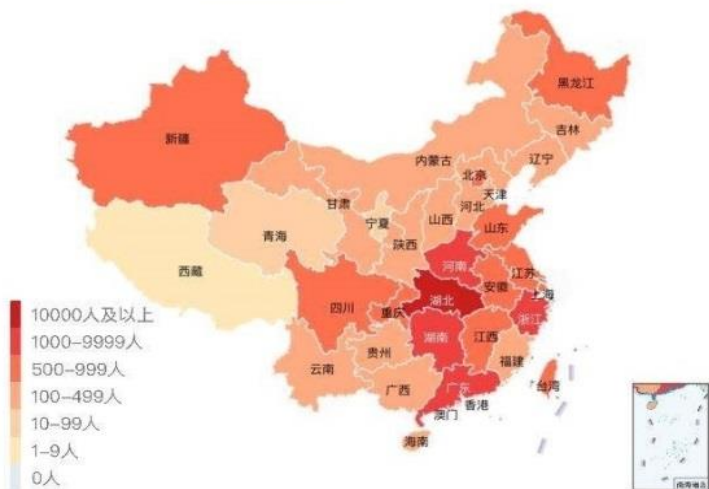 黑龙江
吉林
新疆
辽宁
内蒙古
北京
天津
甘肃
宁夏
河北
山西
山东
青海
陕西
河南
江苏
西藏
安徽
上海
湖北
四川
重庆
浙江
湖南
江西
贵州
福建
云南
广西
广东
台湾
香港
澳门
海南
10000人及以上
1000-9999人
500-999人
100-499人
10-99人
1-9人
0人
南海诸岛